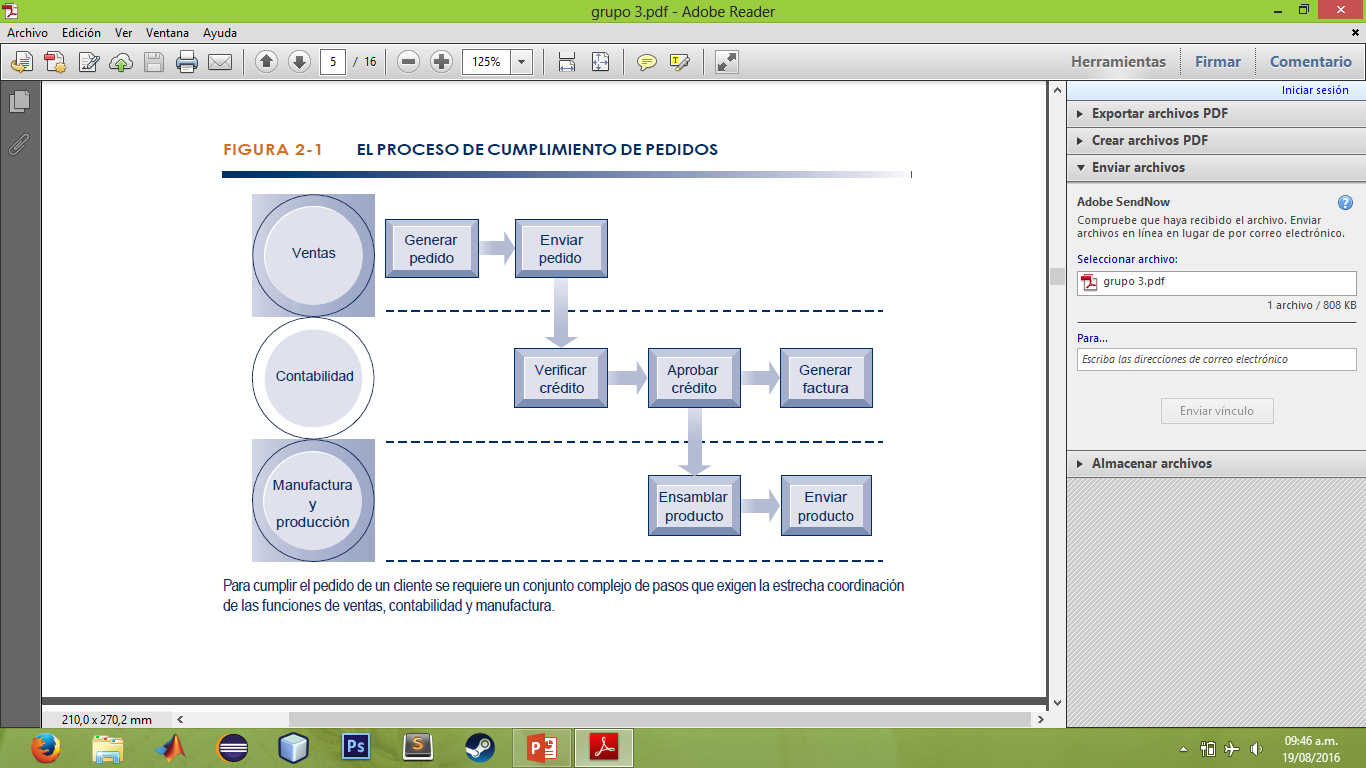 grupo 3.pdf - Adobe Reader
Archivo Edición Ver Ventana Ayuda
5 / 16 125% Herramientas Firmar Comentario
Iniciar sesión
Exportar archivos PDF
Crear archivos PDF
Enviar archivos
Adobe SendNow
Compruebe que haya recibido el archivo. Enviar
archivos en línea en lugar de por correo electrónico.
Seleccionar archivo:
grupo 3.pdf
1 archivo / 808 KB
Para...
Escriba las direcciones de correo electrónico
Enviar vínculo
Almacenar archivos
FIGURA 2-1 EL PROCESO DE CUMPLIMIENTO DE PEDIDOS
Ventas
Generar
pedido
Enviar
pedido
Contabilidad
Verificar
crédito
Aprobar
crédito
Generar
factura
Manufactura
y
producción
Ensamblar
producto
Enviar
producto
Para cumplir el pedido de un cliente se requiere un conjunto complejo de pasos que exigen la estrecha coordinación
de las funciones de ventas, contabilidad y manufactura.
210,0 x 270,2 mm
Ps
S
P
09:46 a.m.
19/08/2016